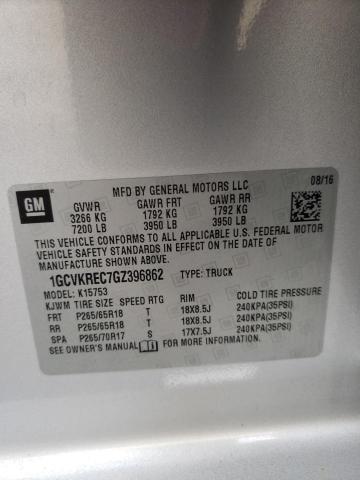 GM
MFD BY GENERAL MOTORS LLC
08/16
GVWR GAWR FRT GAWR RR
3266 KG 1792 KG 1792 KG
7200 LB 3950 LB 3950 LB
THIS VEHICLE CONFORMS TO ALL APPLICABLE U.S. FEDERAL MOTOR
VEHICLE SAFETY STANDARDS IN EFFECT ON THE DATE OF
MANUFACTURE SHOWN ABOVE.
1GCVKREC7GZ396862 TYPE: TRUCK
MODEL: K15753
KJWM TIRE SIZE SPEED RTG RIM COLD TIRE PRESSURE
FRT P265/65R18 T 18X8.5J 240KPA(35PSI)
RR P265/65R18 T 18X8.5J 240KPA(35PSI)
SPA P265/70R17 S 17X7.5J 240KPA(35PSI)
SEE OWNER'S MANUAL FOR MORE INFORMATION